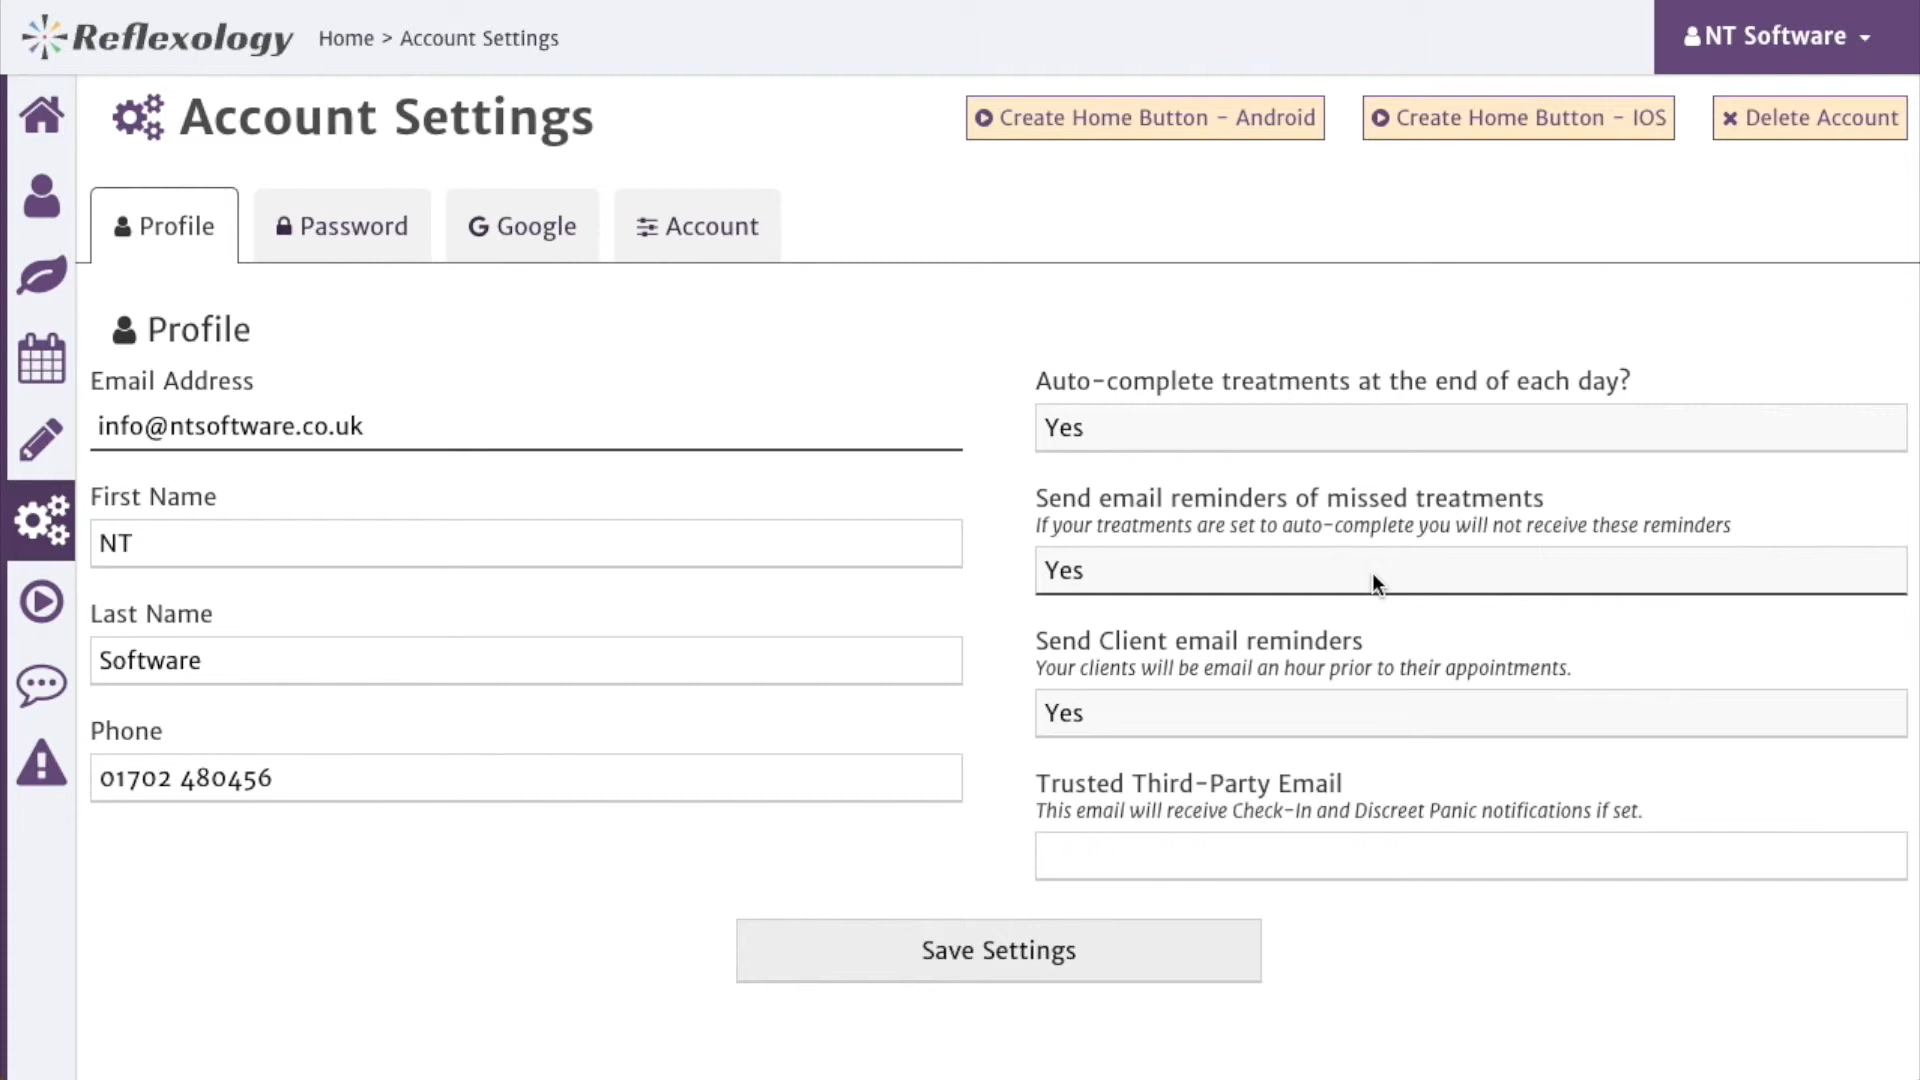 Reflexology
Home > Account Settings
NT Software
Account Settings
Create Home Button - Android
Create Home Button - IOS
Delete Account
Profile
Password
Google
Account
Profile
Email Address
info@ntsoftware.co.uk
First Name
NT
Last Name
Software
Phone
01702 480456
Auto-complete treatments at the end of each day?
Yes
Send email reminders of missed treatments
If your treatments are set to auto-complete you will not receive these reminders
Yes
Send Client email reminders
Your clients will be email an hour prior to their appointments.
Yes
Trusted Third-Party Email
This email will receive Check-In and Discreet Panic notifications if set.
Save Settings